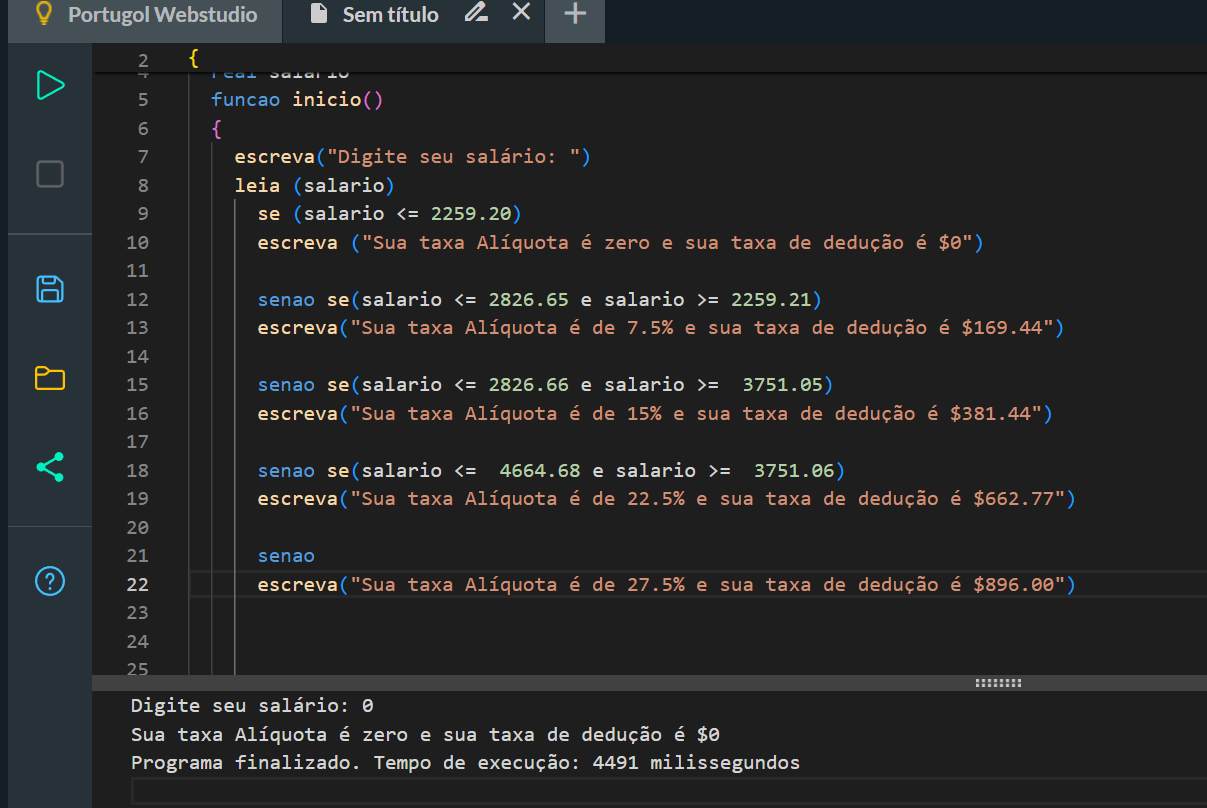 Portugol Webstudio
Sem título
2 {
4 real salario
5 funcao inicio()
6 {
7 escreva("Digite seu salário: ")
8 leia (salario)
9 se (salario <= 2259.20)
10 escreva ("Sua taxa Alíquota é zero e sua taxa de dedução é $0")
11
12 senao se(salario <= 2826.65 e salario >= 2259.21)
13 escreva("Sua taxa Alíquota é de 7.5% e sua taxa de dedução é $169.44")
14
15 senao se(salario <= 2826.66 e salario >=  3751.05)
16 escreva("Sua taxa Alíquota é de 15% e sua taxa de dedução é $381.44")
17
18 senao se(salario <=  4664.68 e salario >=  3751.06)
19 escreva("Sua taxa Alíquota é de 22.5% e sua taxa de dedução é $662.77")
20
21 senao
22 escreva("Sua taxa Alíquota é de 27.5% e sua taxa de dedução é $896.00")
23
24
25
Digite seu salário: 0
Sua taxa Alíquota é zero e sua taxa de dedução é $0
Programa finalizado. Tempo de execução: 4491 milissegundos